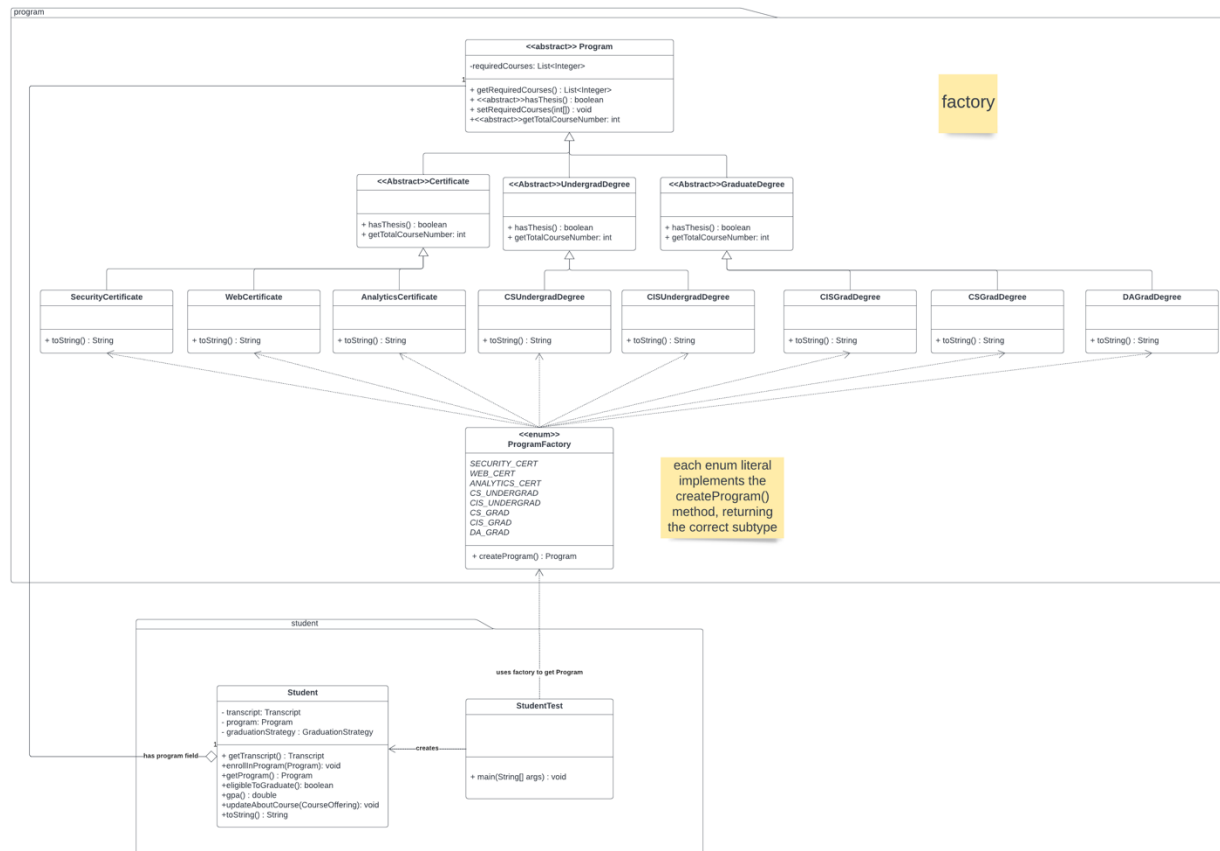 program
<<abstract>> Program
-requiredCourses: List<Integer>
1
+ getRequiredCourses() : List<Integer>
+ <<abstract>>hasThesis() : boolean
+ setRequiredCourses(int[]) : void
+<<abstract>>getTotalCourseNumber: int
factory
<<Abstract>>Certificate
+ hasThesis() : boolean
+ getTotalCourseNumber: int
<<Abstract>>UndergradDegree
+ hasThesis() : boolean
+ getTotalCourseNumber: int
<<Abstract>>GraduateDegree
+ hasThesis() : boolean
+ getTotalCourseNumber: int
SecurityCertificate
+ toString() : String
WebCertificate
+ toString() : String
AnalyticsCertificate
+ toString() : String
CSUndergradDegree
+ toString() : String
CISUndergradDegree
+ toString() : String
CISGradDegree
+ toString() : String
CSGradDegree
+ toString() : String
DAGradDegree
+ toString() : String
<<enum>>
ProgramFactory
SECURITY_CERT
WEB_CERT
ANALYTICS_CERT
CS_UNDERGRAD
CIS_UNDERGRAD
CS_GRAD
CIS_GRAD
DA_GRAD
+ createProgram() : Program
each enum literal
implements the
createProgram()
method, returning
the correct subtype
student
uses factory to get Program
Student
- transcript: Transcript
- program: Program
- graduationStrategy : GraduationStrategy
1
+ getTranscript() : Transcript
+enrollInProgram(Program): void
+getProgram() : Program
+eligibleToGraduate(): boolean
+gpa() : double
+updateAboutCourse(CourseOffering): void
+toString() : String
has program field
creates
StudentTest
+ main(String[] args) : void